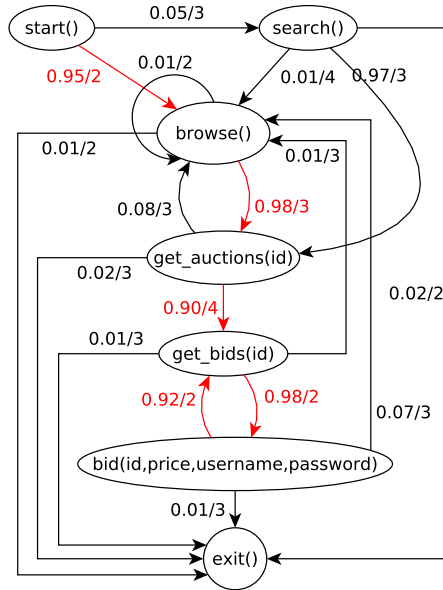 0.05/3
start()
search()
0.95/2
0.01/2
0.01/4
0.97/3
browse()
0.01/2
0.01/3
0.08/3
0.98/3
get_auctions(id)
0.02/3
0.02/2
0.90/4
0.01/3
get_bids(id)
0.92/2
0.98/2
0.07/3
bid(id,price,username,password)
0.01/3
exit()